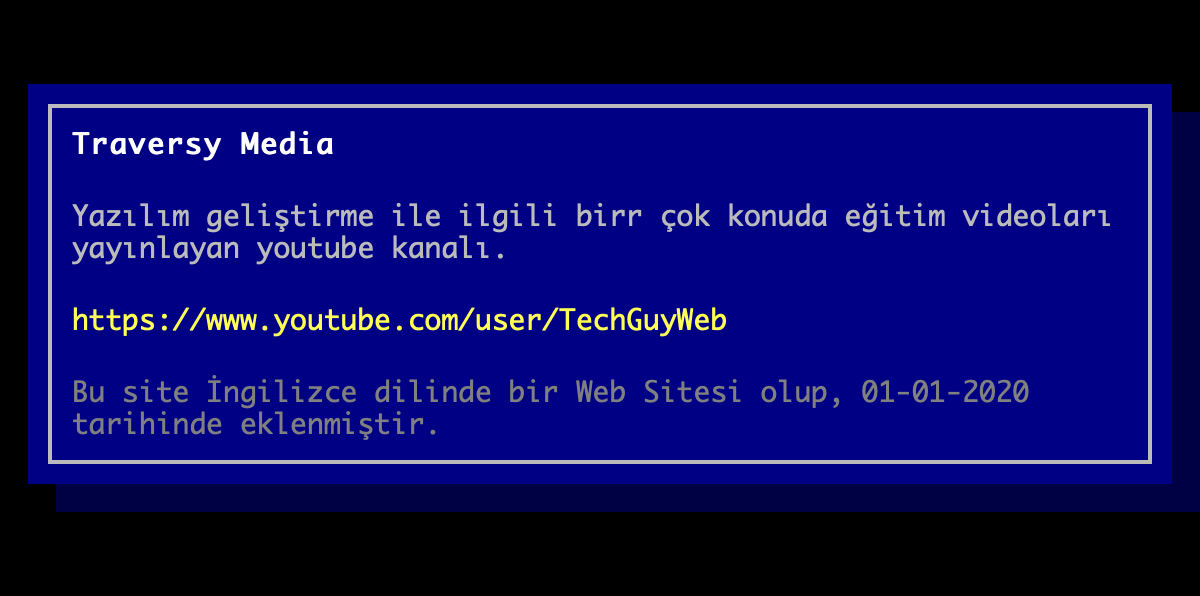 Traversy Media
Yazılım geliştirme ile ilgili birr çok konuda eğitim videoları
yayınlayan youtube kanalı.
https://www.youtube.com/user/TechGuyWeb
Bu site İngilizce dilinde bir Web Sitesi olup, 01-01-2020
tarihinde eklenmiştir.